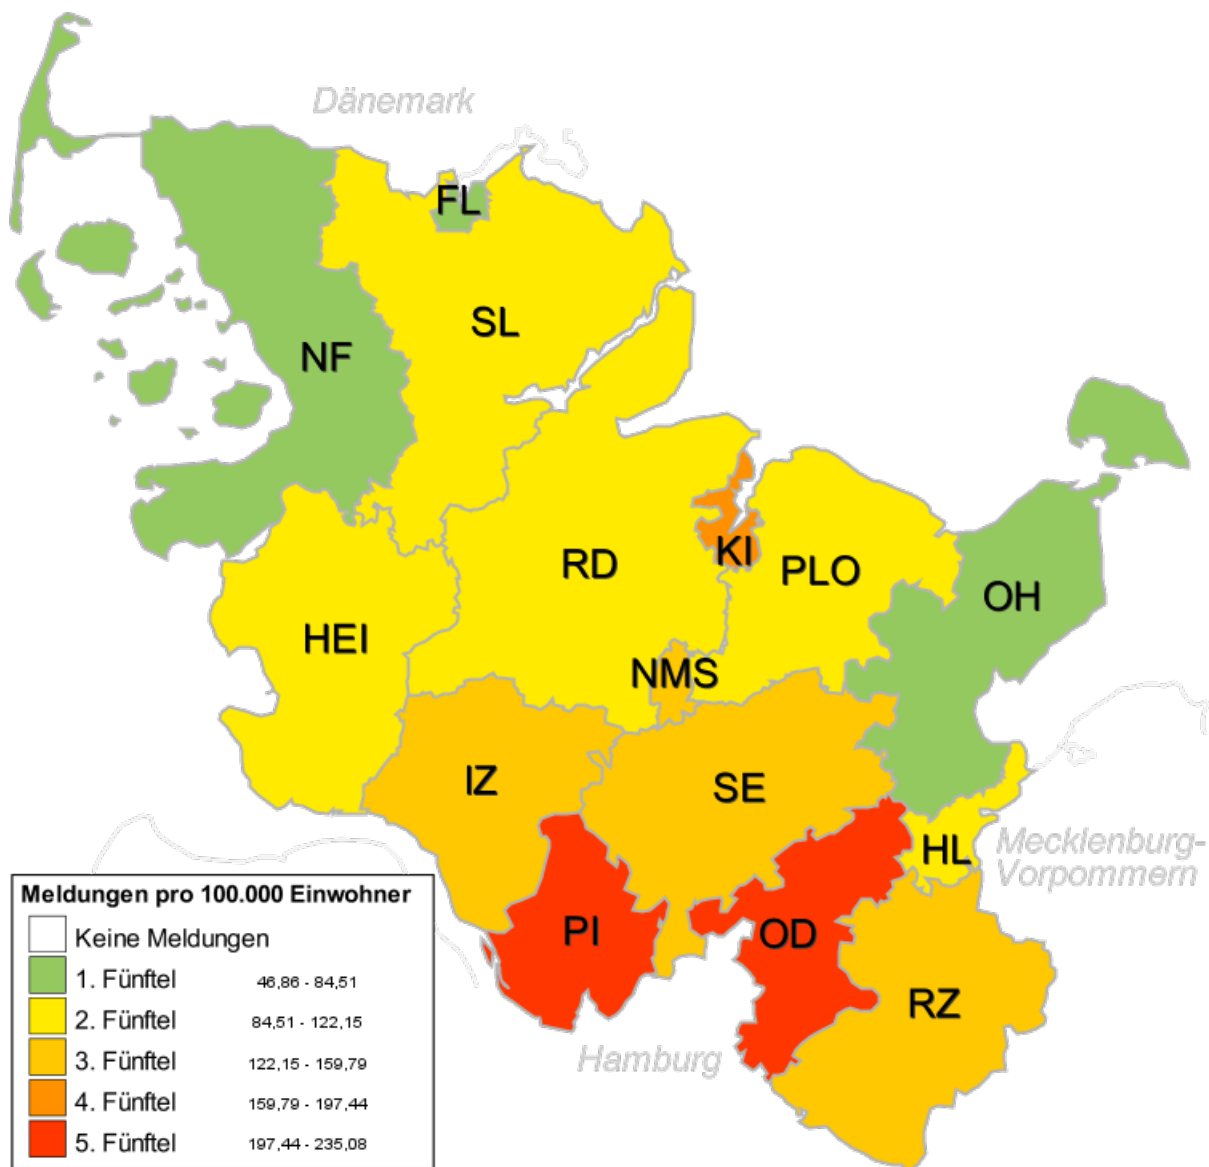 Dänemark
FL
SL
NF
KI
RD
PLO
OH
HEI
NMS
IZ
SE
HL
Mecklenburg-
Vorpommern
PI
OD
RZ
Hamburg
Meldungen pro 100.000 Einwohner
Keine Meldungen
1. Fünftel 46,86 - 84,51
2. Fünftel 84,51 - 122,15
3. Fünftel 122,15 - 159,79
4. Fünftel 159,79 - 197,44
5. Fünftel 197,44 - 235,08